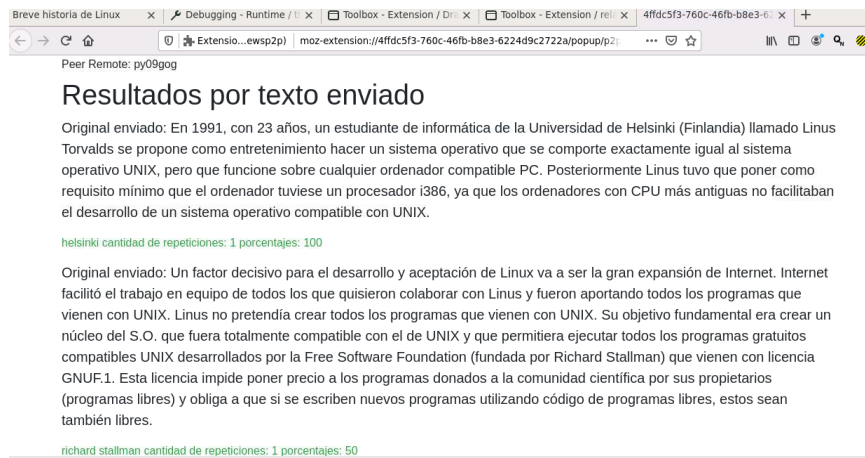 Breve historia de Linux
Debugging - Runtime / t
Toolbox - Extension / Dra
Toolbox - Extension / rela
4ffdc5f3-760c-46fb-b8e3-62
Extensio...ewsp2p)
moz-extension://4ffdc5f3-760c-46fb-b8e3-6224d9c2722a/popup/p2p
Peer Remote: py09gog
Resultados por texto enviado
Original enviado: En 1991, con 23 años, un estudiante de informática de la Universidad de Helsinki (Finlandia) llamado Linus
Torvalds se propone como entretenimiento hacer un sistema operativo que se comporte exactamente igual al sistema
operativo UNIX, pero que funcione sobre cualquier ordenador compatible PC. Posteriormente Linus tuvo que poner como
requisito mínimo que el ordenador tuviese un procesador i386, ya que los ordenadores con CPU más antiguas no facilitaban
el desarrollo de un sistema operativo compatible con UNIX.
helsinki cantidad de repeticiones: 1 porcentajes: 100
Original enviado: Un factor decisivo para el desarrollo y aceptación de Linux va a ser la gran expansión de Internet. Internet
facilitó el trabajo en equipo de todos los que quisieron colaborar con Linus y fueron aportando todos los programas que
vienen con UNIX. Linus no pretendía crear todos los programas que vienen con UNIX. Su objetivo fundamental era crear un
núcleo del S.O. que fuera totalmente compatible con el de UNIX y que permitiera ejecutar todos los programas gratuitos
compatibles UNIX desarrollados por la Free Software Foundation (fundada por Richard Stallman) que vienen con licencia
GNUF.1. Esta licencia impide poner precio a los programas donados a la comunidad científica por sus propietarios
(programas libres) y obliga a que si se escriben nuevos programas utilizando código de programas libres, estos sean
también libres.
richard stallman cantidad de repeticiones: 1 porcentajes: 50